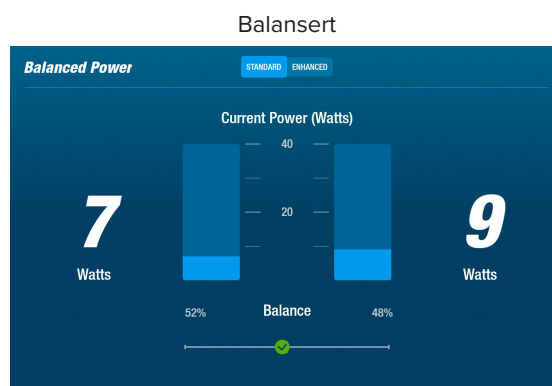 Balansert
Balanced Power
STANDARD ENHANCED
Current Power (Watts)
40
20
7
9
Watts
Watts
52% Balance 48%